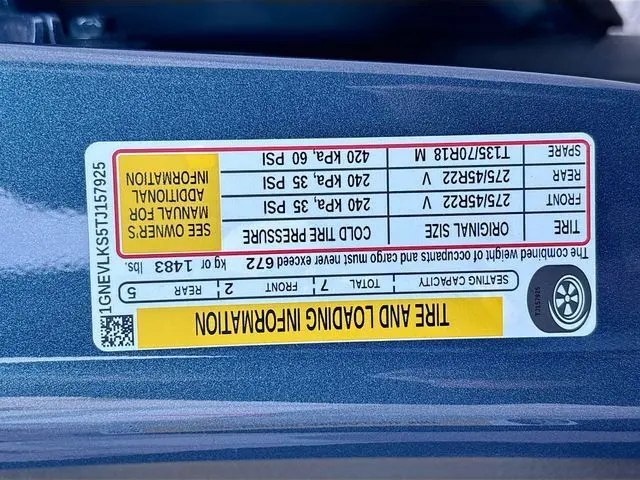 TIRE AND LOADING INFORMATION
TJ157925
SEATING CAPACITY TOTAL 7 FRONT 2 REAR 5
The combined weight of occupants and cargo must never exceed 672 kg or 1483 lbs.
TIRE ORIGINAL SIZE COLD TIRE PRESSURE
FRONT 275/45R22 V 240 kPa, 35 PSI
REAR 275/45R22 V 240 kPa, 35 PSI
SPARE T135/70R18 M 420 kPa, 60 PSI
SEE OWNER'S
MANUAL FOR
ADDITIONAL
INFORMATION
1GNEVLKS5TJ157925